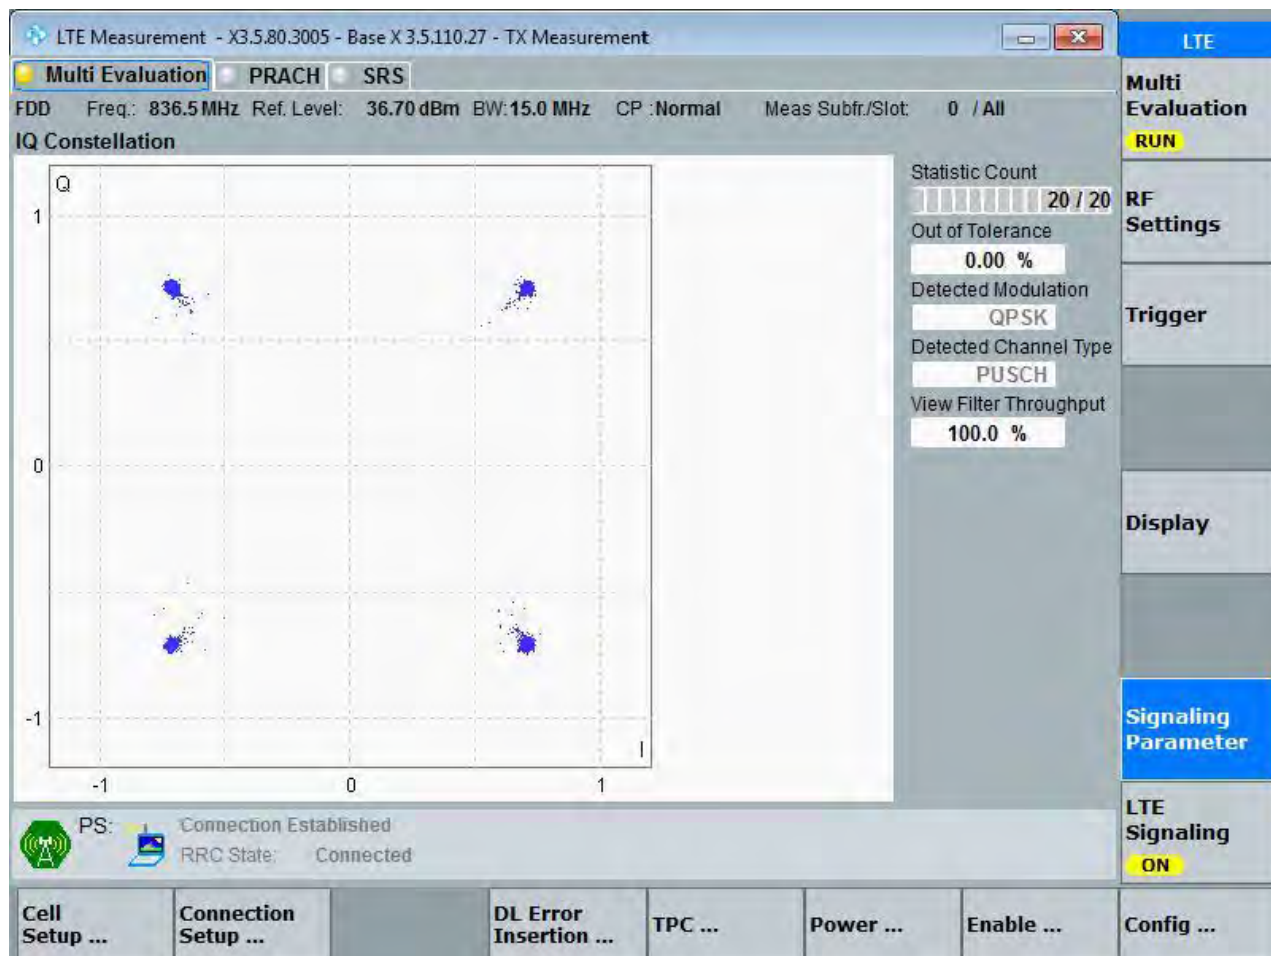 LTE Measurement - X3.5.80.3005 - Base X 3.5.110.27 - TX Measurement
LTE
Multi Evaluation PRACH SRS
FDD Freq.: 836.5 MHz Ref. Level: 36.70 dBm BW: 15.0 MHz CP : Normal Meas Subfr./Slot: 0 / All
IQ Constellation
Q
1
0
-1
-1 0 1
I
Statistic Count
20 / 20
Out of Tolerance
0.00 %
Detected Modulation
QPSK
Detected Channel Type
PUSCH
View Filter Throughput
100.0 %
Multi
Evaluation
RUN
RF
Settings
Trigger
Display
Signaling
Parameter
LTE
Signaling
ON
PS: Connection Established
RRC State: Connected
Cell
Setup ...
Connection
Setup ...
DL Error
Insertion ...
TPC ...
Power ...
Enable ...
Config ...